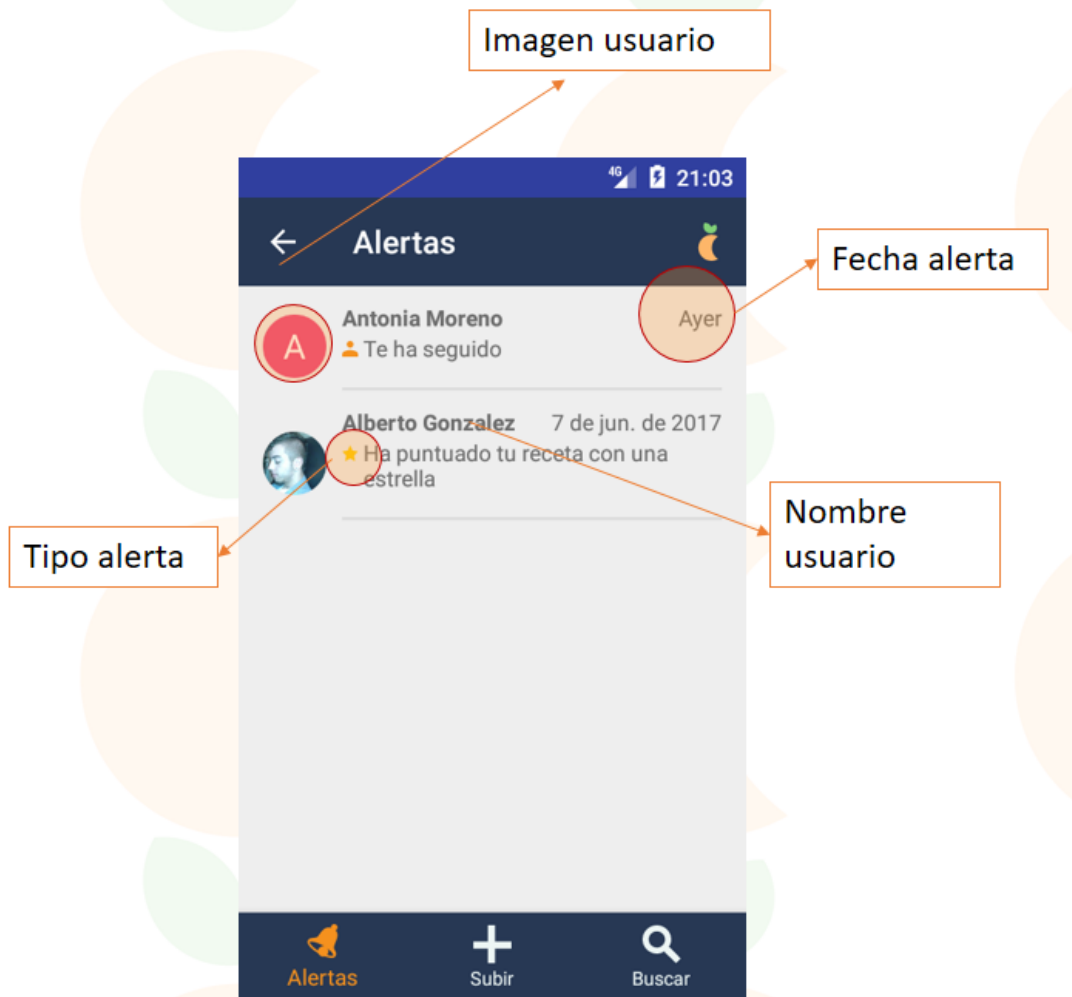 Imagen usuario
4G 21:03
Alertas
Fecha alerta
Antonia Moreno Ayer
A
Te ha seguido
Alberto Gonzalez 7 de jun. de 2017
Ha puntuado tu receta con una
estrella
Nombre
usuario
Tipo alerta
Alertas Subir Buscar